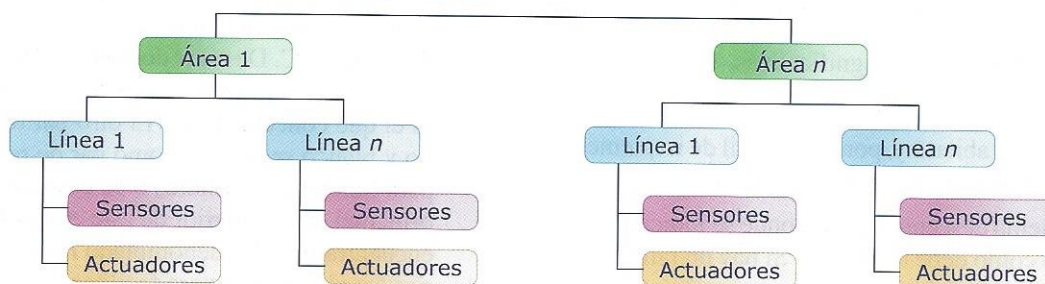 Área 1
Área n
Línea 1
Línea n
Línea 1
Línea n
Sensores
Sensores
Sensores
Sensores
Actuadores
Actuadores
Actuadores
Actuadores